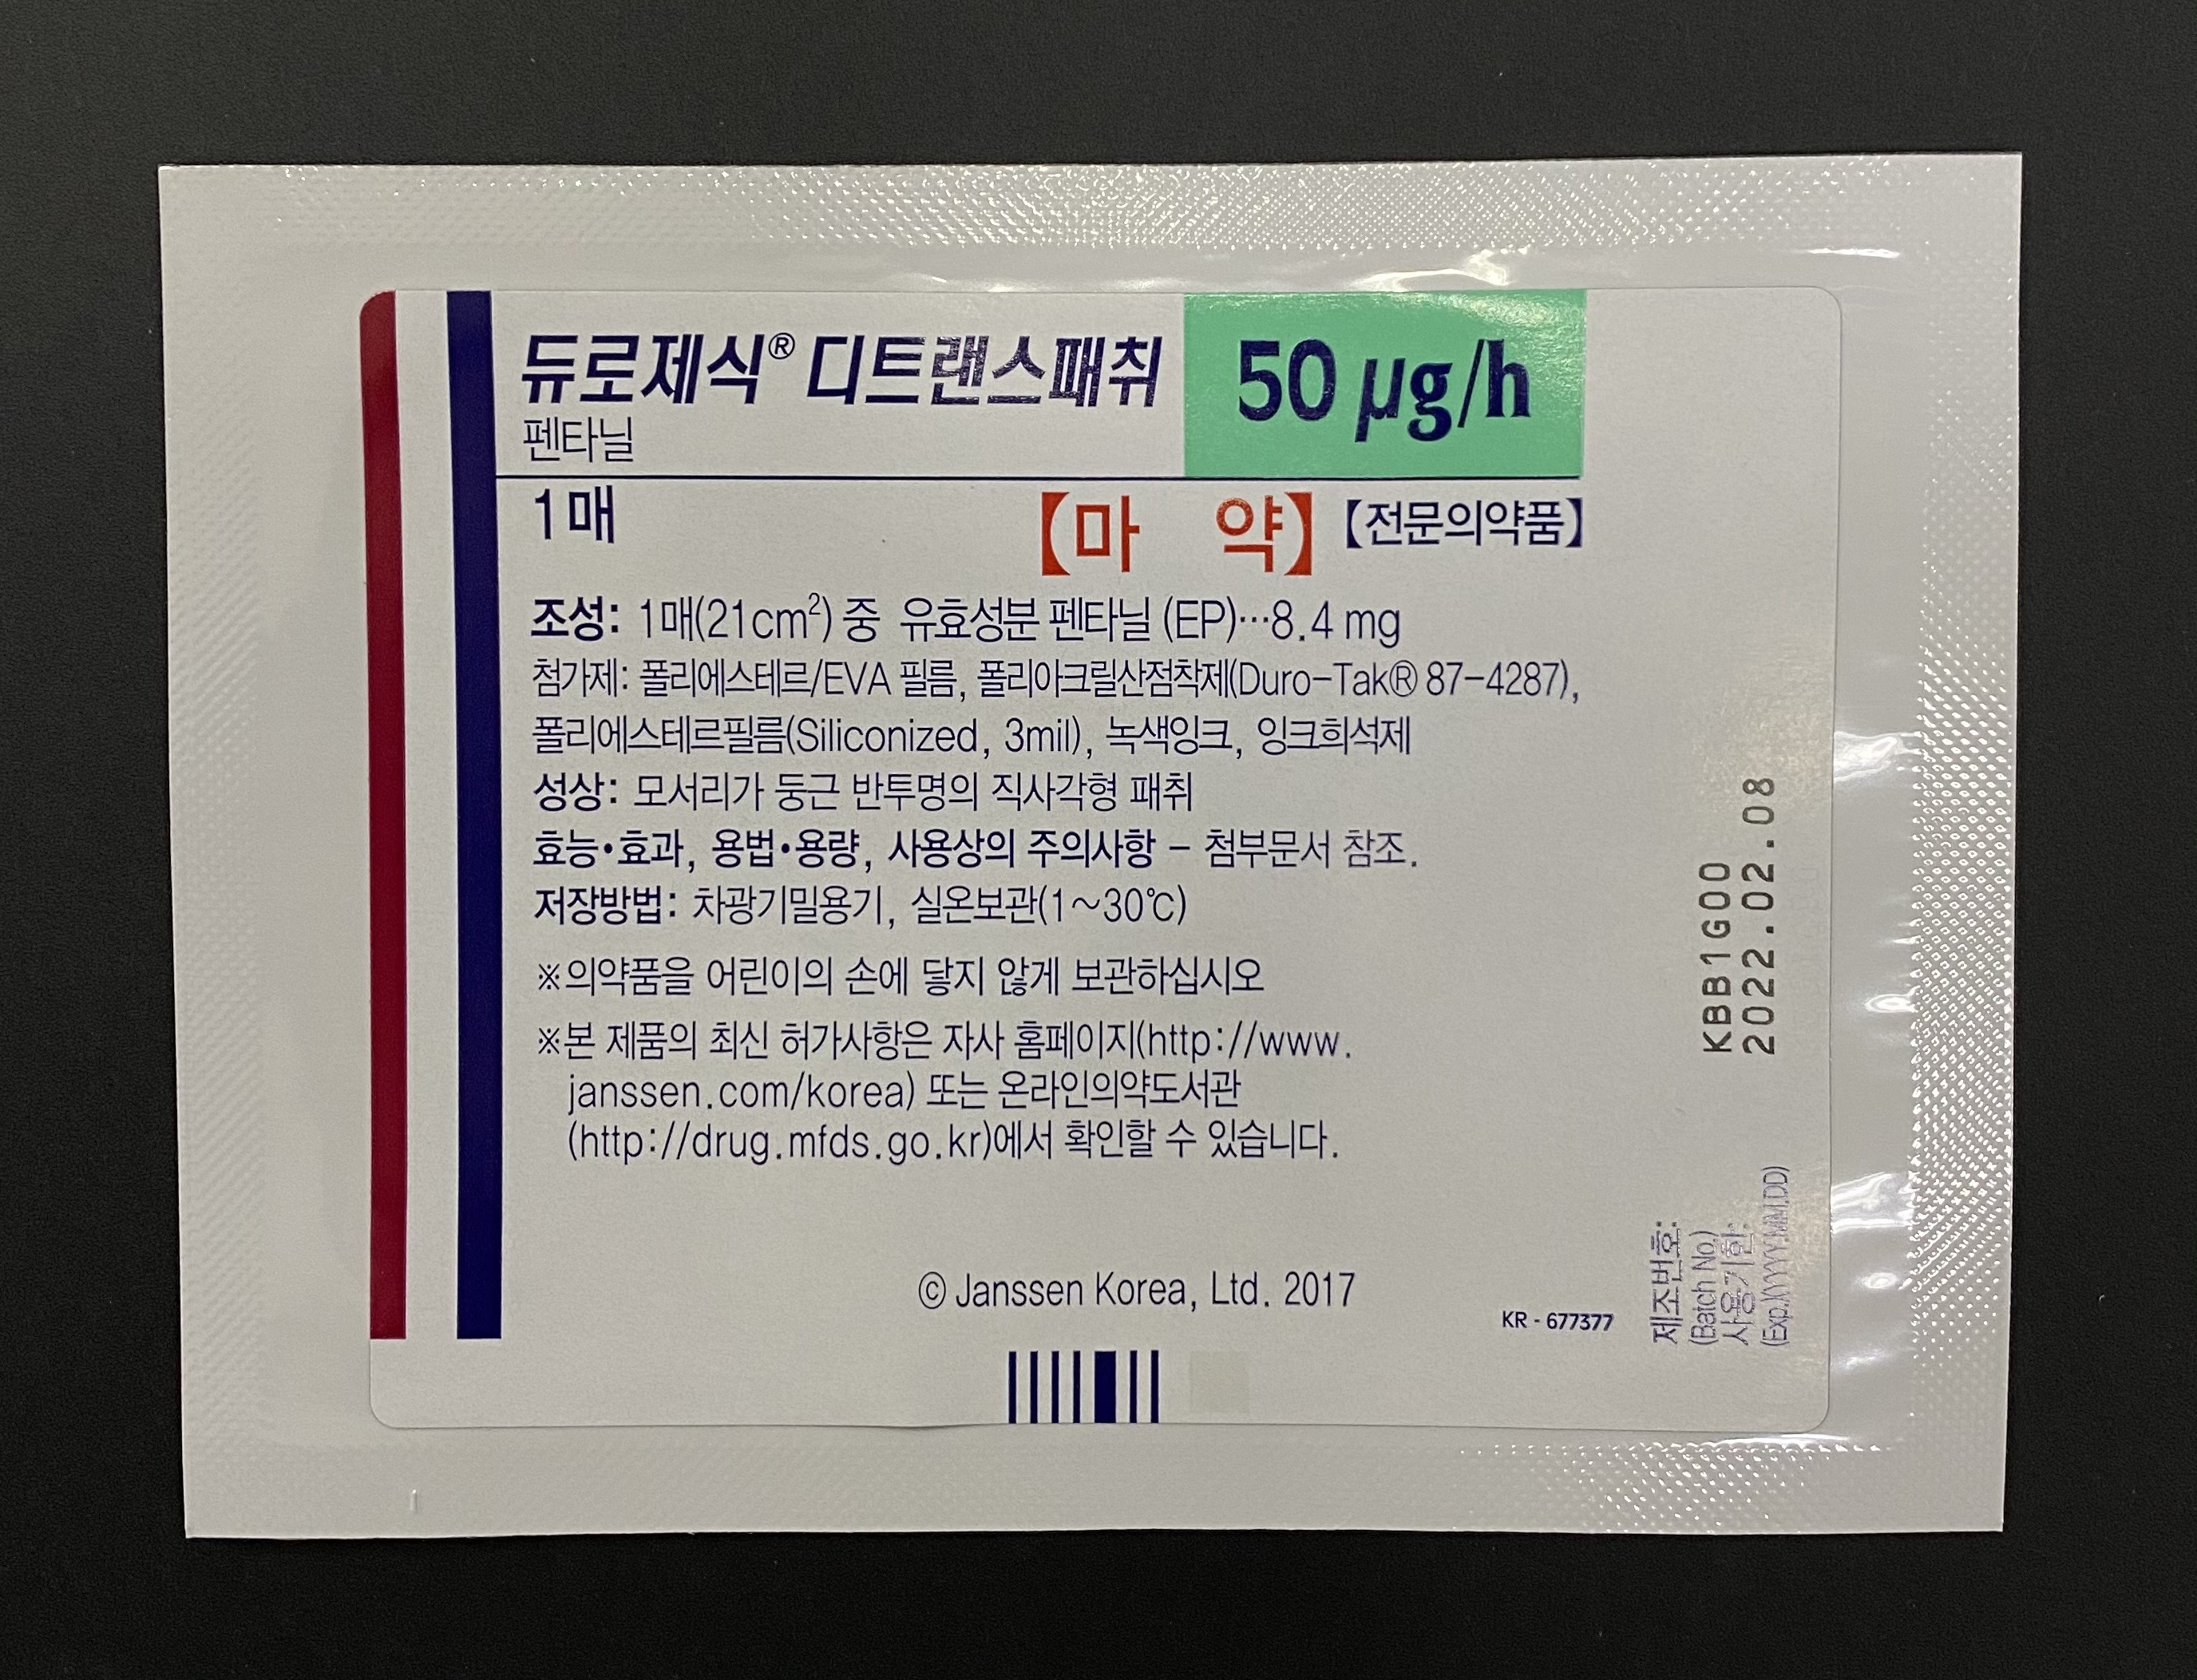 듀로제식® 디트랜스패취
펜타닐
50 µg/h
1매
【마 약】【전문의약품】
조성: 1매(21cm²) 중 유효성분 펜타닐 (EP)…8.4 mg
첨가제: 폴리에스테르/EVA 필름, 폴리아크릴산점착제(Duro-Tak® 87-4287),
폴리에스테르필름(Siliconized, 3mil), 녹색잉크, 잉크희석제
성상: 모서리가 둥근 반투명의 직사각형 패취
효능·효과, 용법·용량, 사용상의 주의사항 - 첨부문서 참조.
저장방법: 차광기밀용기, 실온보관(1~30℃)
※의약품을 어린이의 손에 닿지 않게 보관하십시오
※본 제품의 최신 허가사항은 자사 홈페이지(http://www.
janssen.com/korea) 또는 온라인의약도서관
(http://drug.mfds.go.kr)에서 확인할 수 있습니다.
© Janssen Korea, Ltd. 2017
KR - 677377
제조번호:
(Batch No.)
사용기한:
(Exp.)(YYYY.MM.DD)
KBB1G00
2022.02.08